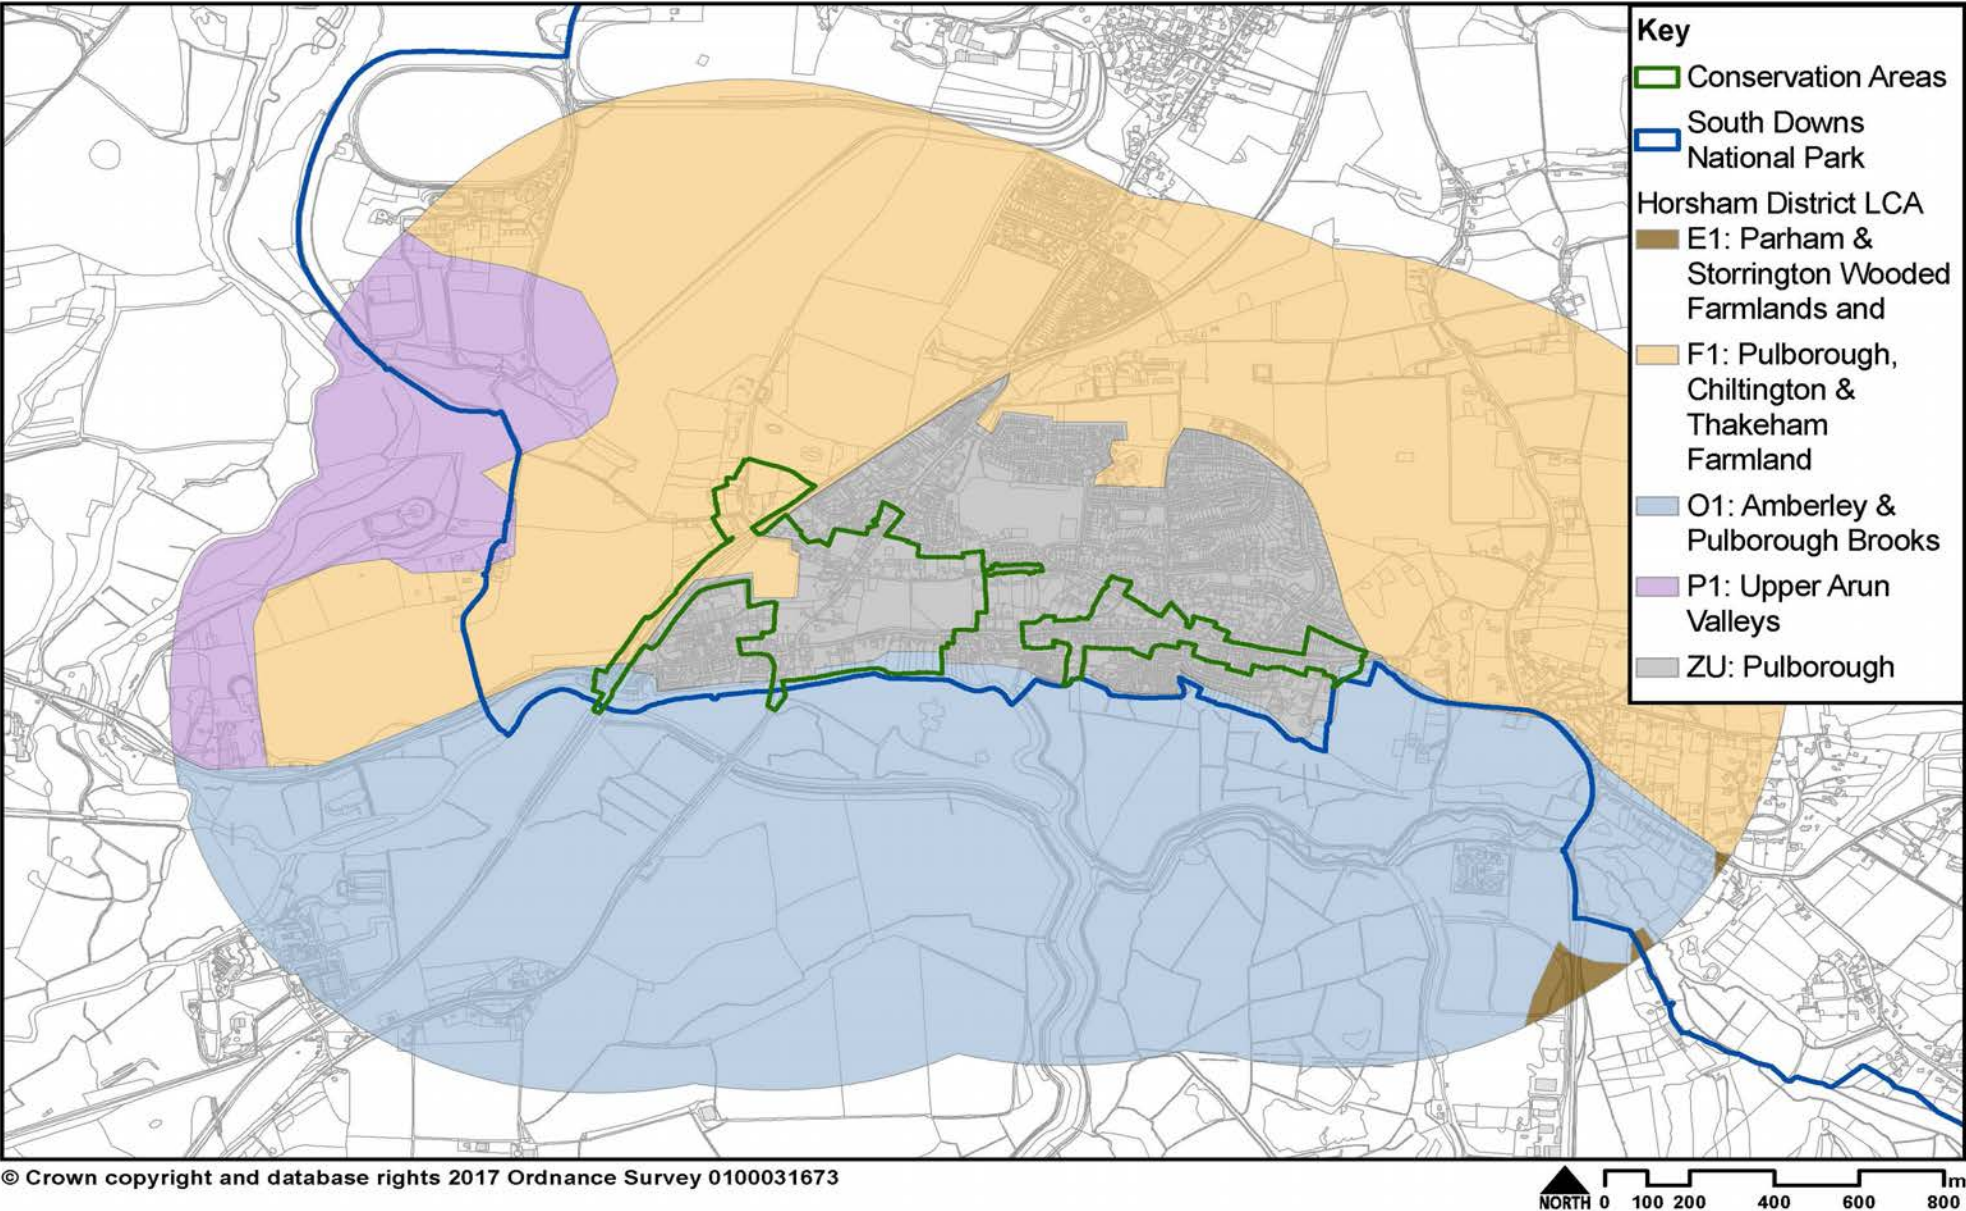 Key
Conservation Areas
South Downs
National Park
Horsham District LCA
E1: Parham &
Storrington Wooded
Farmlands and
F1: Pulborough,
Chiltington &
Thakeham
Farmland
O1: Amberley &
Pulborough Brooks
P1: Upper Arun
Valleys
ZU: Pulborough
© Crown copyright and database rights 2017 Ordnance Survey 0100031673
NORTH 0 100 200 400 600 800 m